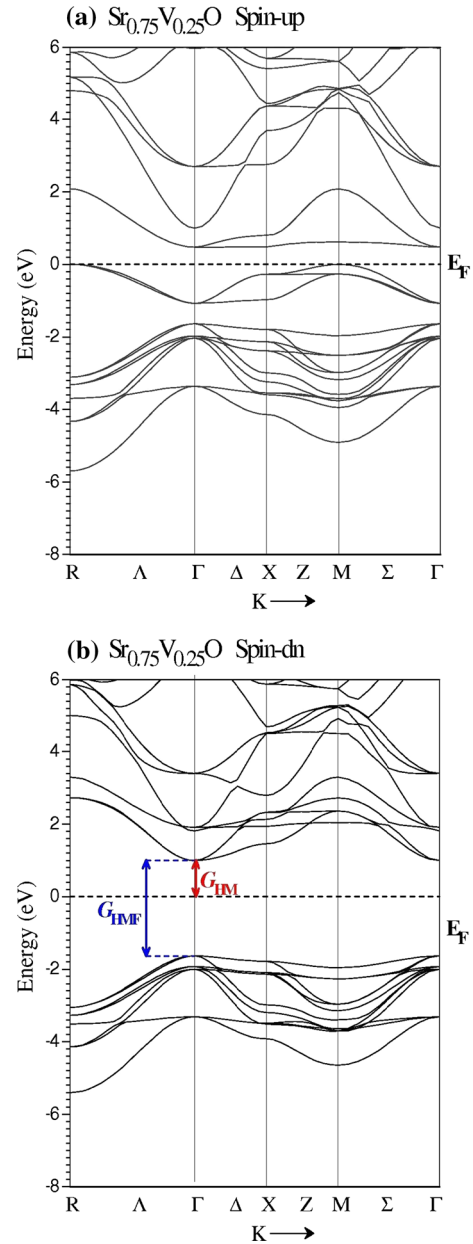 (a) Sr0.75V0.25O Spin-up
6
4
2
0
-2
-4
-6
-8
Energy (eV)
EF
R Λ Γ Δ X Z M Σ Γ
K
(b) Sr0.75V0.25O Spin-dn
6
4
2
0
-2
-4
-6
-8
Energy (eV)
GHMF
GHM
EF
R Λ Γ Δ X Z M Σ Γ
K